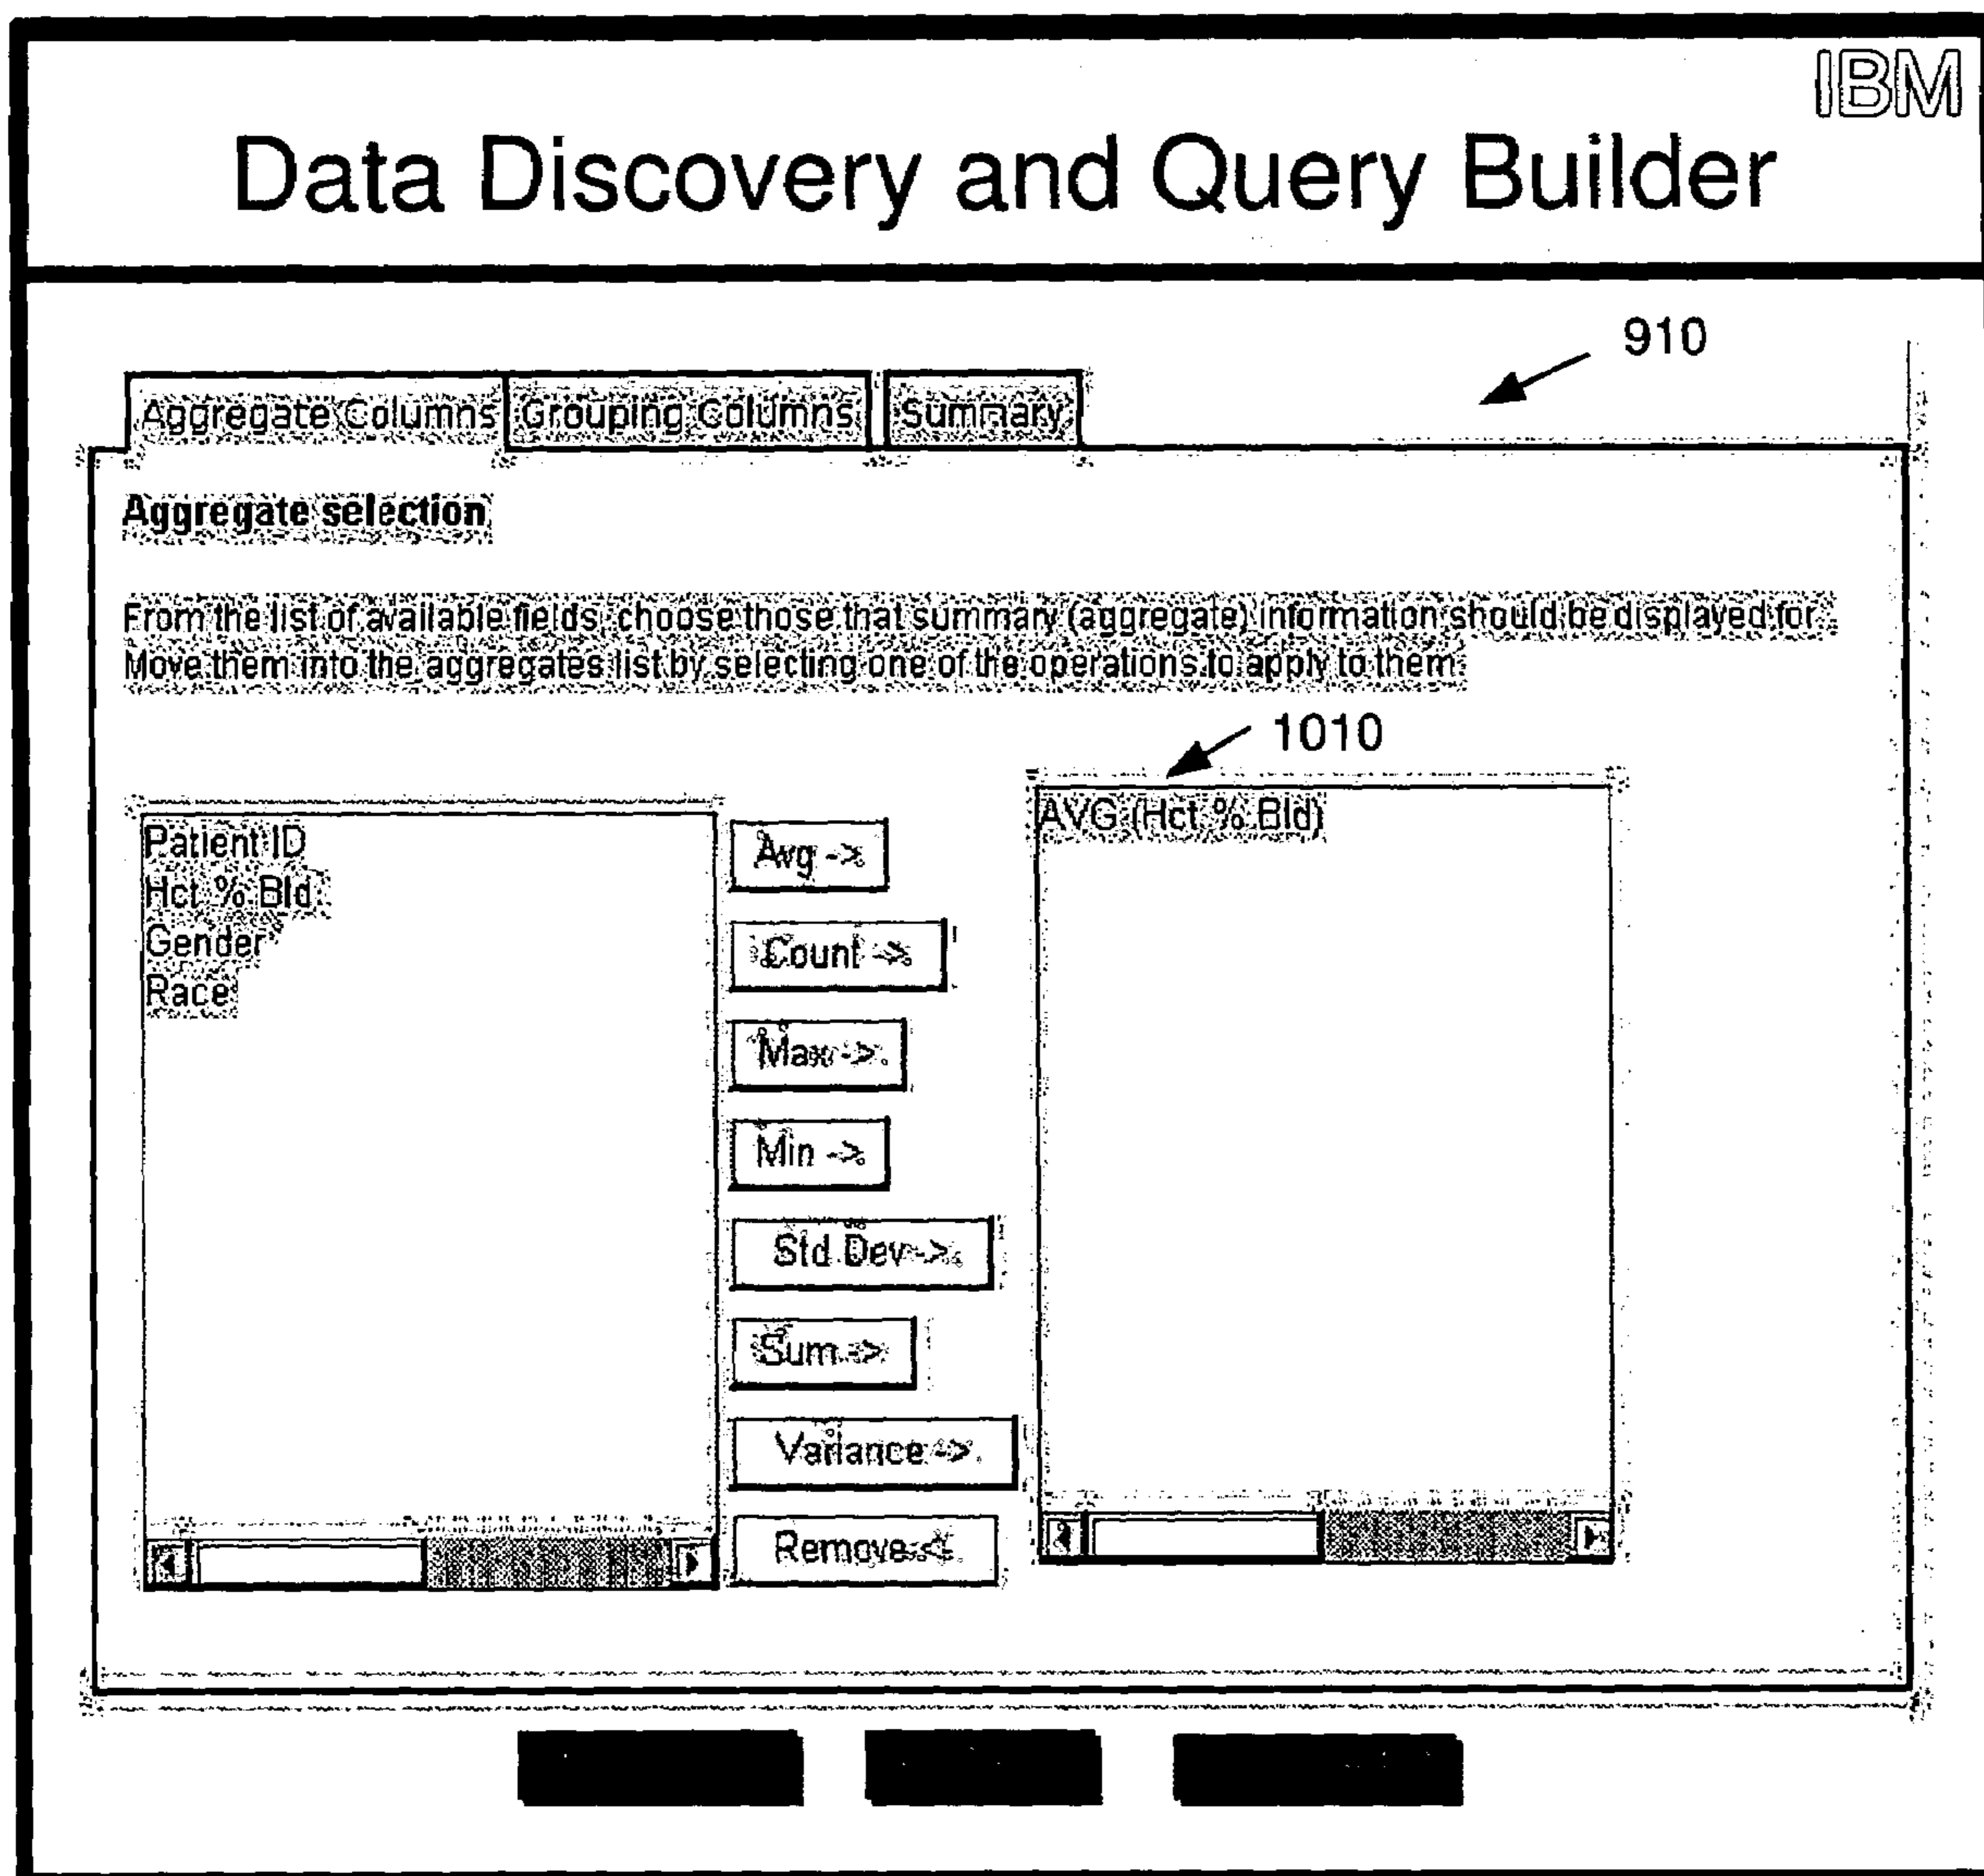 IBM
Data Discovery and Query Builder
910
Aggregate Columns Grouping Columns Summary
Aggregate selection
From the list of available fields, choose those that summary (aggregate) information should be displayed for.
Move them into the aggregates list by selecting one of the operations to apply to them.
1010
Patient ID
Hct % Bld
Gender
Race
Avg ->
Count ->
Max ->
Min ->
Std Dev ->
Sum ->
Variance ->
Remove <-
AVG (Hct % Bld)